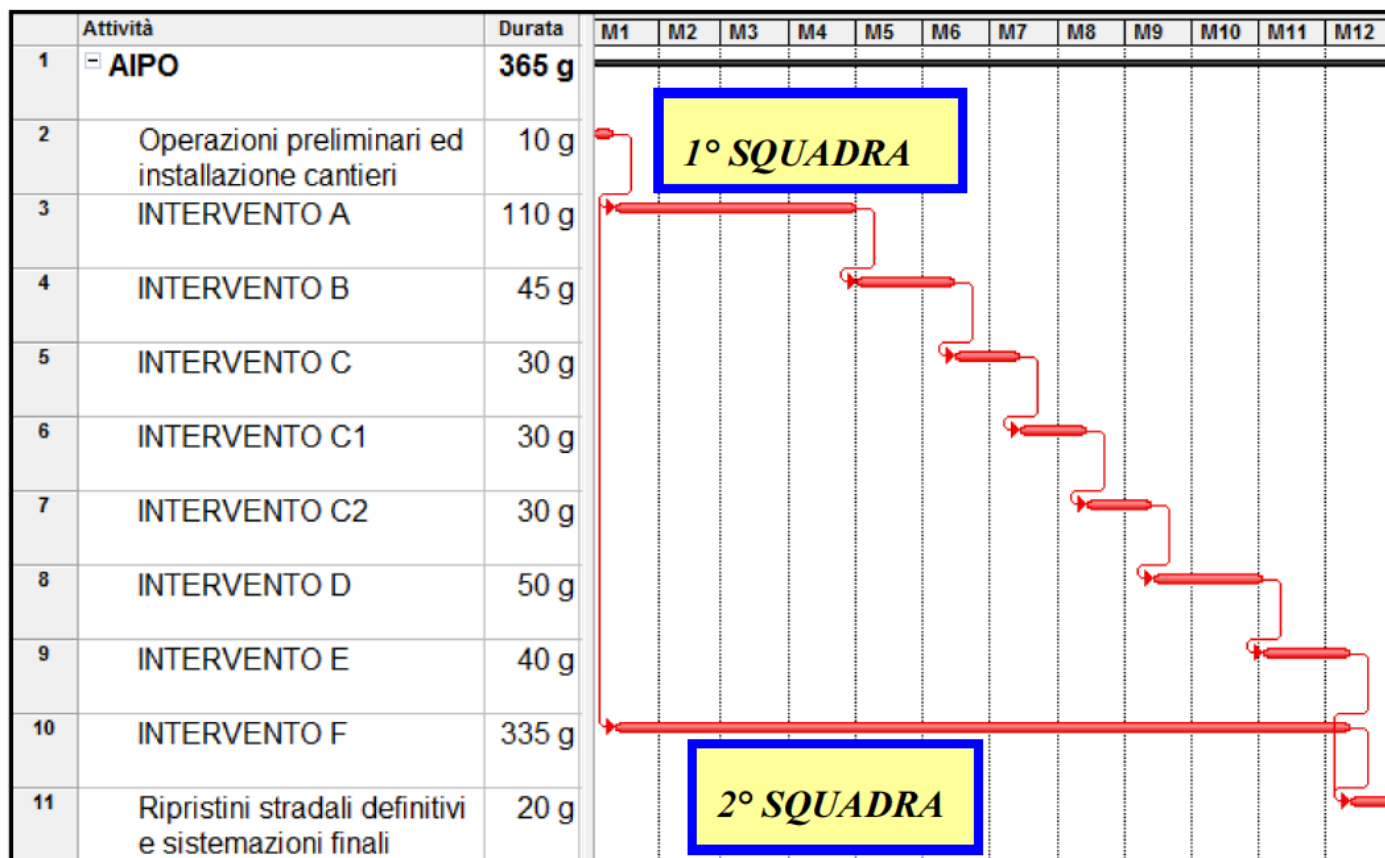 Attività Durata M1 M2 M3 M4 M5 M6 M7 M8 M9 M10 M11 M12
1 AIPO 365 g
1° SQUADRA
2 Operazioni preliminari ed 10 g
installazione cantieri
3 INTERVENTO A 110 g
4 INTERVENTO B 45 g
5 INTERVENTO C 30 g
6 INTERVENTO C1 30 g
7 INTERVENTO C2 30 g
8 INTERVENTO D 50 g
9 INTERVENTO E 40 g
10 INTERVENTO F 335 g
2° SQUADRA
11 Ripristini stradali definitivi 20 g
e sistemazioni finali